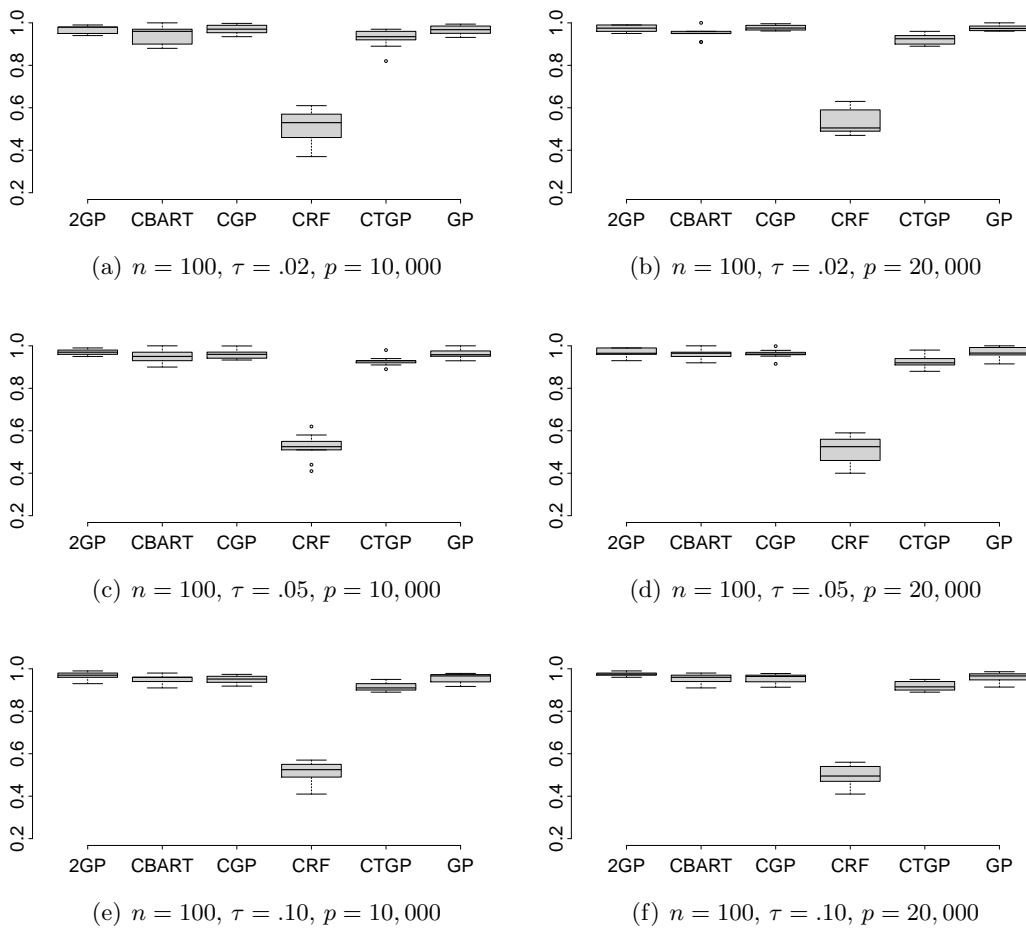 0.2 0.4 0.6 0.8 1.0
2GP CBART CGP CRF CTGP GP
(a) n = 100, τ = .02, p = 10, 000
0.2 0.4 0.6 0.8 1.0
2GP CBART CGP CRF CTGP GP
(b) n = 100, τ = .02, p = 20, 000
0.2 0.4 0.6 0.8 1.0
2GP CBART CGP CRF CTGP GP
(c) n = 100, τ = .05, p = 10, 000
0.2 0.4 0.6 0.8 1.0
2GP CBART CGP CRF CTGP GP
(d) n = 100, τ = .05, p = 20, 000
0.2 0.4 0.6 0.8 1.0
2GP CBART CGP CRF CTGP GP
(e) n = 100, τ = .10, p = 10, 000
0.2 0.4 0.6 0.8 1.0
2GP CBART CGP CRF CTGP GP
(f) n = 100, τ = .10, p = 20, 000